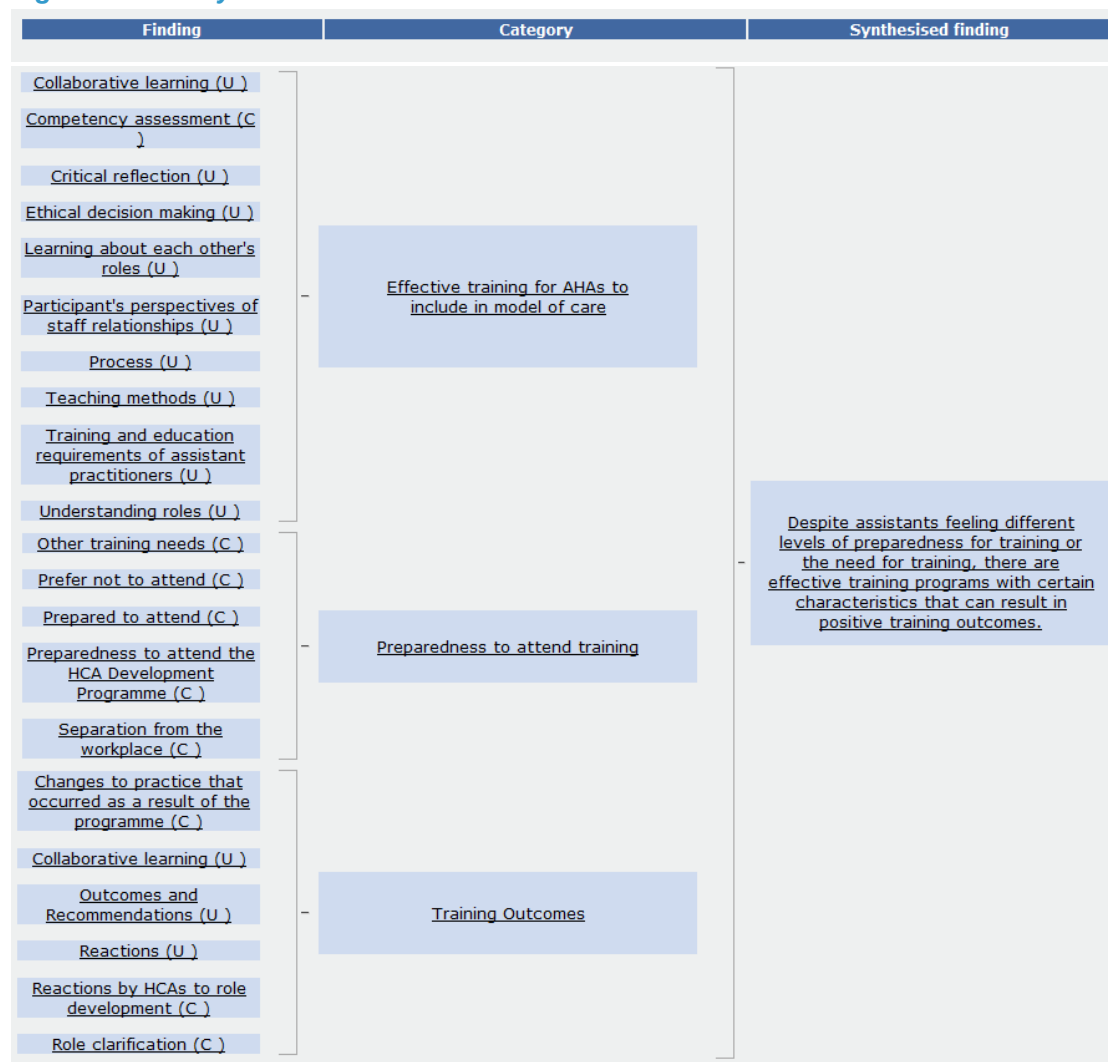 Finding
Category
Synthesised finding
Collaborative learning (U )
Competency assessment (C
)
Critical reflection (U )
Ethical decision making (U )
Learning about each other's
roles (U )
Participant's perspectives of
staff relationships (U )
Process (U )
Teaching methods (U )
Training and education
requirements of assistant
practitioners (U )
Understanding roles (U )
Effective training for AHAs to
include in model of care
Other training needs (C )
Prefer not to attend (C )
Prepared to attend (C )
Preparedness to attend the
HCA Development
Programme (C )
Separation from the
workplace (C )
Preparedness to attend training
Changes to practice that
occurred as a result of the
programme (C )
Collaborative learning (U )
Outcomes and
Recommendations (U )
Reactions (U )
Reactions by HCAs to role
development (C )
Role clarification (C )
Training Outcomes
Despite assistants feeling different
levels of preparedness for training or
the need for training, there are
effective training programs with certain
characteristics that can result in
positive training outcomes.